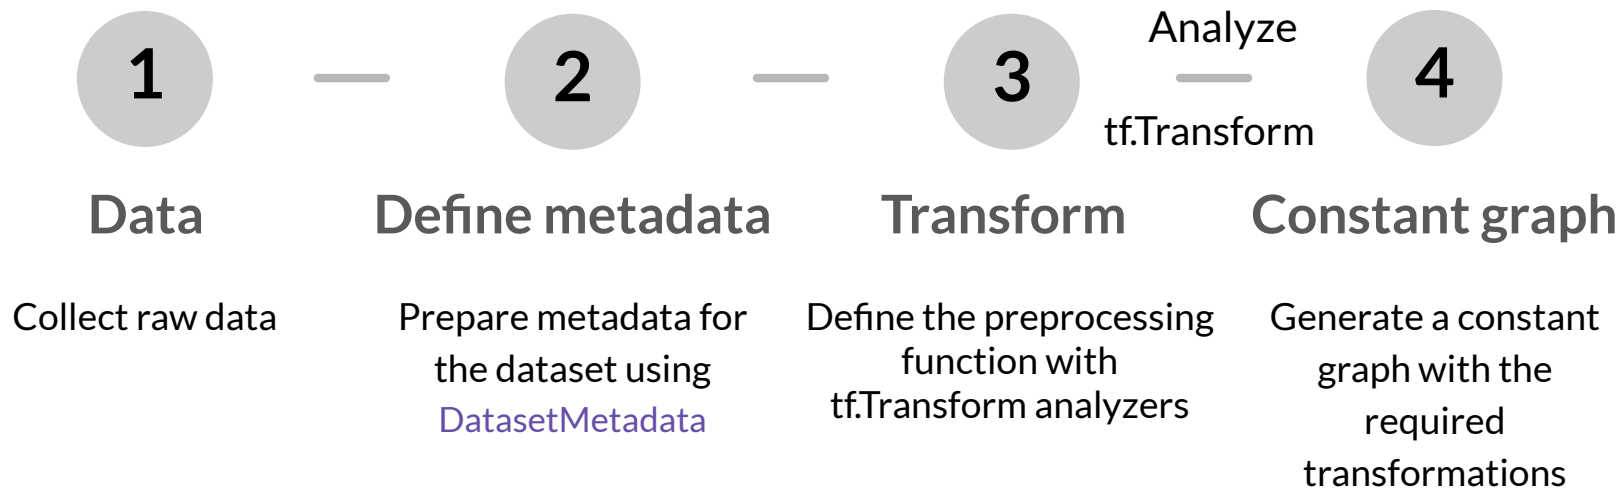 1
2
3
Analyze
tf.Transform
4
Data
Define metadata
Transform
Constant graph
Collect raw data
Prepare metadata for
the dataset using
DatasetMetadata
Define the preprocessing
function with
tf.Transform analyzers
Generate a constant
graph with the
required
transformations